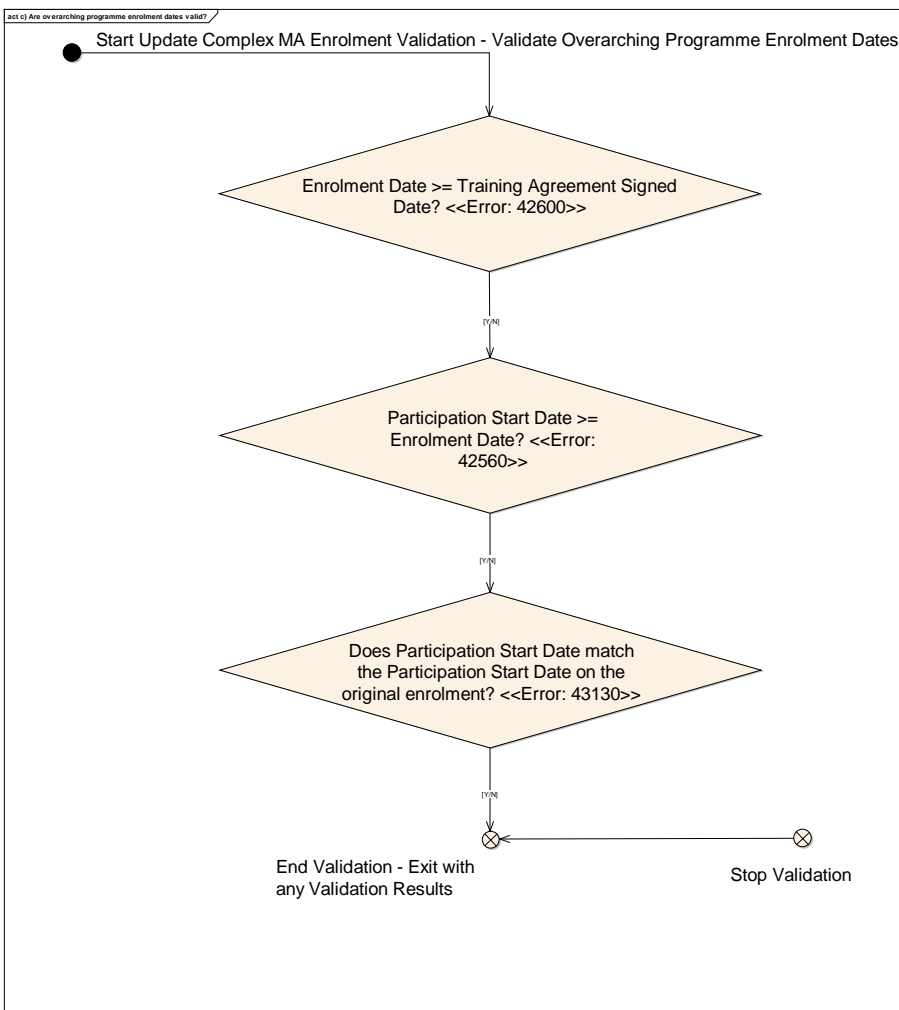 act c) Are overarching programme enrolment dates valid?
Start Update Complex MA Enrolment Validation - Validate Overarching Programme Enrolment Dates
Enrolment Date >= Training Agreement Signed
Date? <<Error: 42600>>
[Y/N]
Participation Start Date >=
Enrolment Date? <<Error:
42560>>
[Y/N]
Does Participation Start Date match
the Participation Start Date on the
original enrolment? <<Error: 43130>>
[Y/N]
End Validation - Exit with
any Validation Results
Stop Validation